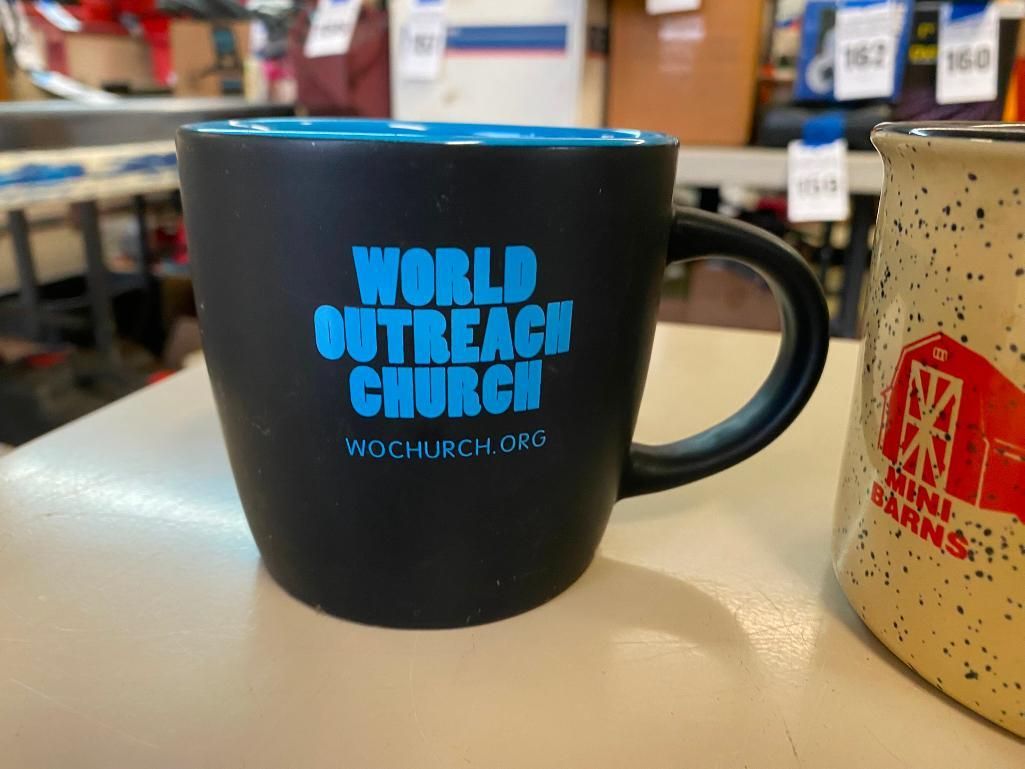 WORLD
OUTREACH
CHURCH
WOCHURCH.ORG
MINI
BARNS
162
160